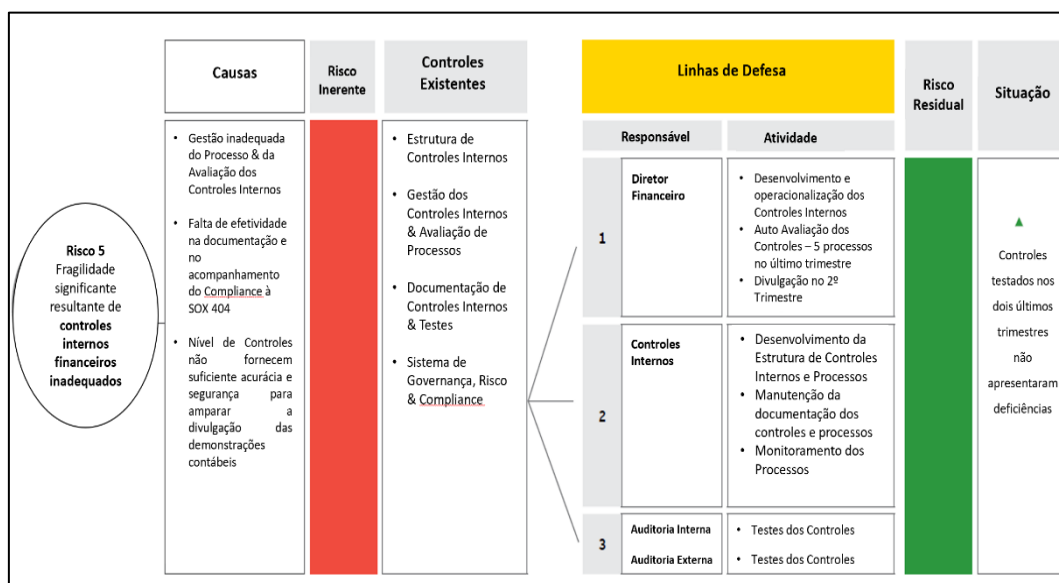 Causas
Risco
Inerente
Controles
Existentes
Linhas de Defesa
Risco
Residual
Situação
Responsável
Atividade
Risco 5
Fragilidade
significante
resultante de
controles
internos
financeiros
inadequados
• Gestão inadequada
do Processo & da
Avaliação dos
Controles Internos
• Falta de efetividade
na documentação e
no
acompanhamento
do Compliance à
SOX 404
• Nível de Controles
não fornecem
suficiente acurácia e
segurança para
amparar a
divulgação das
demonstrações
contábeis
• Estrutura de
Controles Internos
• Gestão dos
Controles Internos
& Avaliação de
Processos
• Documentação de
Controles Internos
& Testes
• Sistema de
Governança, Risco
& Compliance
1
Diretor
Financeiro
• Desenvolvimento e
operacionalização dos
Controles Internos
• Auto Avaliação dos
Controles – 5 processos
no último trimestre
• Divulgação no 2º
Trimestre
2
Controles
Internos
• Desenvolvimento da
Estrutura de Controles
Internos e Processos
• Manutenção da
documentação dos
controles e processos
• Monitoramento dos
Processos
3
Auditoria Interna
• Testes dos Controles
Auditoria Externa
• Testes dos Controles
Controles
testados nos
dois últimos
trimestres
não
apresentaram
deficiências